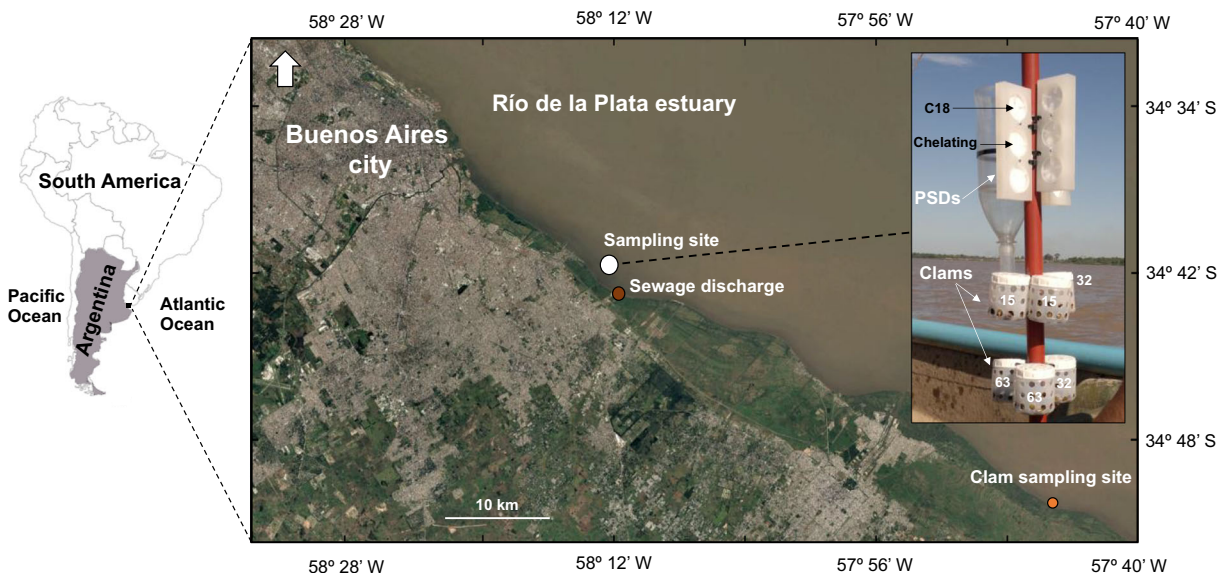 58º 28’ W
58º 12’ W
57º 56’ W
57º 40’ W
Río de la Plata estuary
Buenos Aires
city
C18
Chelating
PSDs
34º 34’ S
South America
Sampling site
Sewage discharge
Clams
15
15
32
34º 42’ S
Pacific
Ocean
Argentina
Atlantic
Ocean
63
63
32
34º 48’ S
Clam sampling site
10 km
58º 28’ W
58º 12’ W
57º 56’ W
57º 40’ W